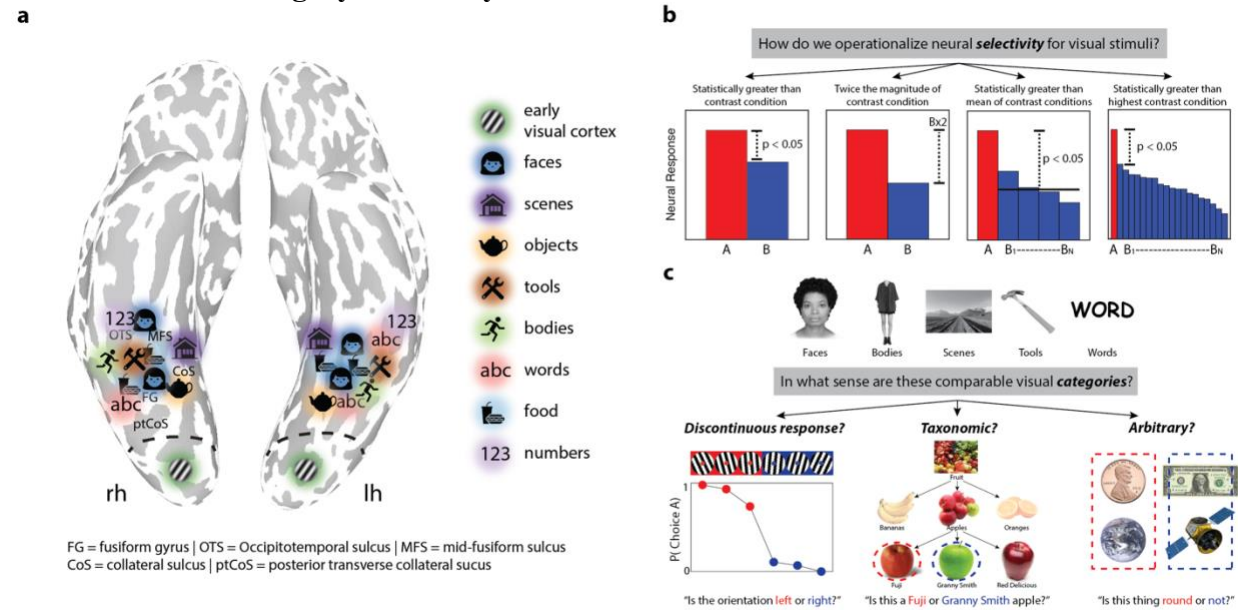 a
early
visual cortex
faces
scenes
objects
tools
bodies
abc words
food
123 numbers
123
OTS
MFS
CoS
FG
abc
ptCoS
rh
123
abc
abc
lh
FG = fusiform gyrus | OTS = Occipitotemporal sulcus | MFS = mid-fusiform sulcus
CoS = collateral sulcus | ptCoS = posterior transverse collateral sucus
b
How do we operationalize neural selectivity for visual stimuli?
Statistically greater than
contrast condition
Twice the magnitude of
contrast condition
Statistically greater than
mean of contrast conditions
Statistically greater than
highest contrast condition
Neural Response
p < 0.05
Bx2
p < 0.05
p < 0.05
A B
A B
A B1-----------BN
A B1--------------------BN
c
WORD
Faces Bodies Scenes Tools Words
In what sense are these comparable visual categories?
Discontinuous response?
P( Choice A)
1
0
"Is the orientation left or right?"
Taxonomic?
Fruit
Bananas Apples Oranges
Fuji Granny Smith Red Delicious
"Is this a Fuji or Granny Smith apple?"
Arbitrary?
"Is this thing round or not?"